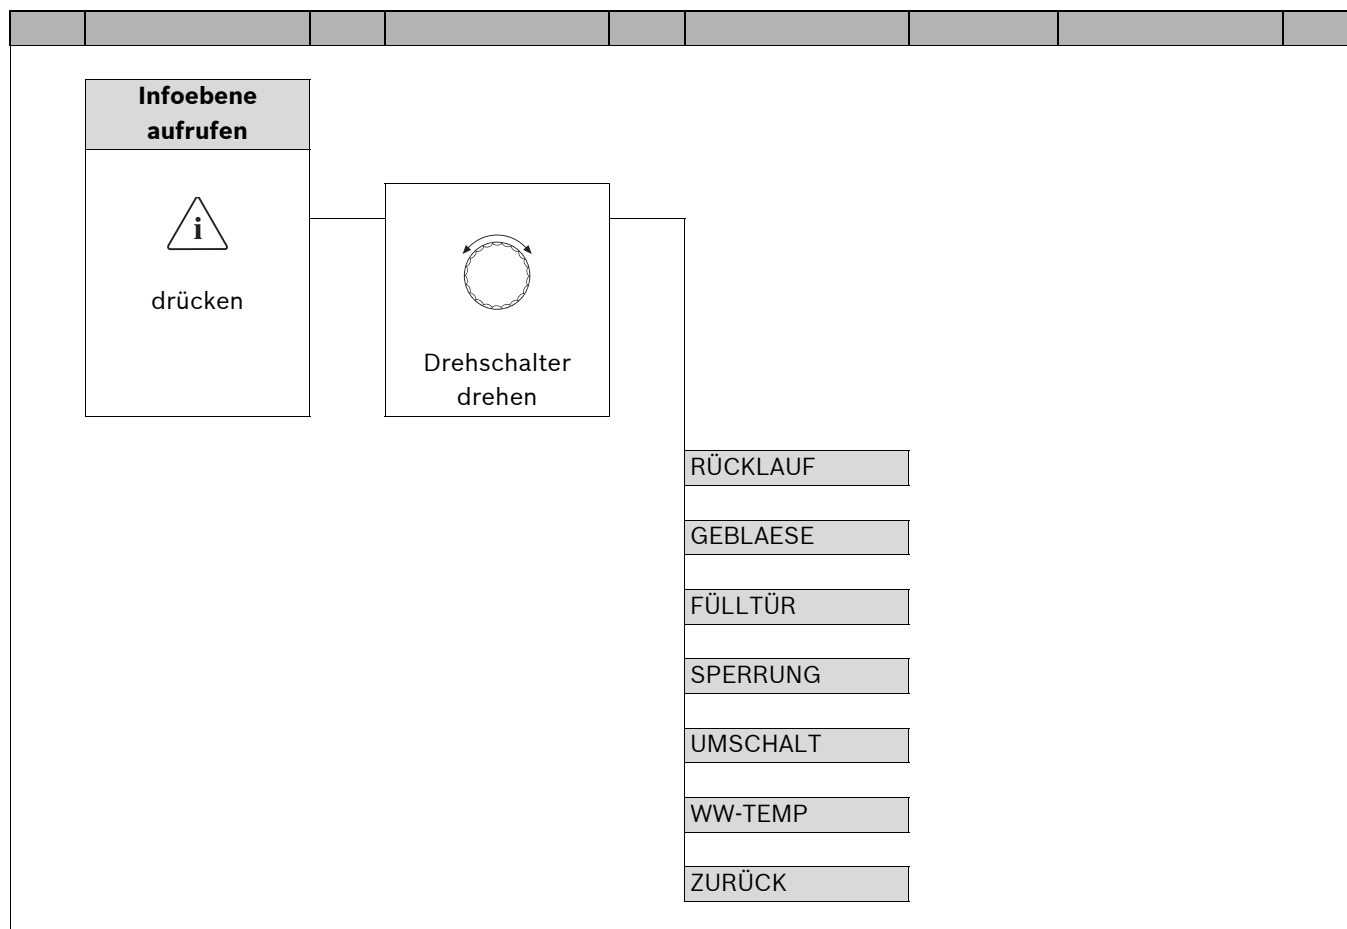 Infoebene
aufrufen
i
drücken
Drehschalter
drehen
RÜCKLAUF
GEBLAESE
FÜLLTÜR
SPERRUNG
UMSCHALT
WW-TEMP
ZURÜCK